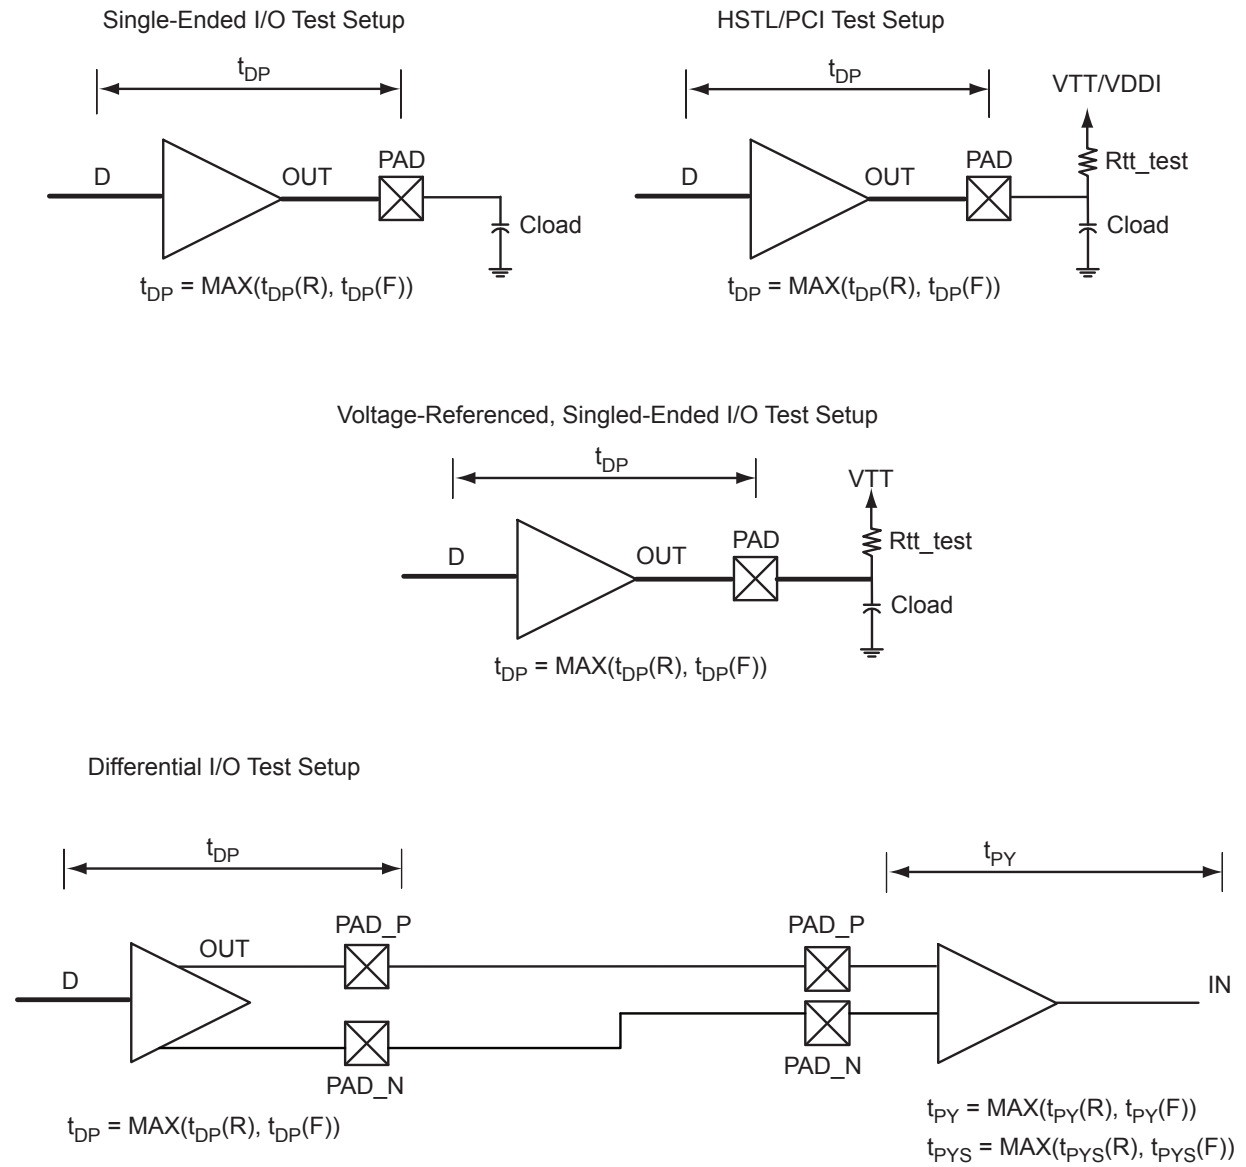 Single-Ended I/O Test Setup
tDP
D
OUT
PAD
Cload
tDP = MAX(tDP(R), tDP(F))
HSTL/PCI Test Setup
tDP
VTT/VDDI
Rtt_test
D
OUT
PAD
Cload
tDP = MAX(tDP(R), tDP(F))
Voltage-Referenced, Singled-Ended I/O Test Setup
tDP
VTT
Rtt_test
D
OUT
PAD
Cload
tDP = MAX(tDP(R), tDP(F))
Differential I/O Test Setup
tDP
D
OUT
PAD_P
PAD_N
tDP = MAX(tDP(R), tDP(F))
tPY
PAD_P
PAD_N
IN
tPY = MAX(tPY(R), tPY(F))
tPYS = MAX(tPYS(R), tPYS(F))